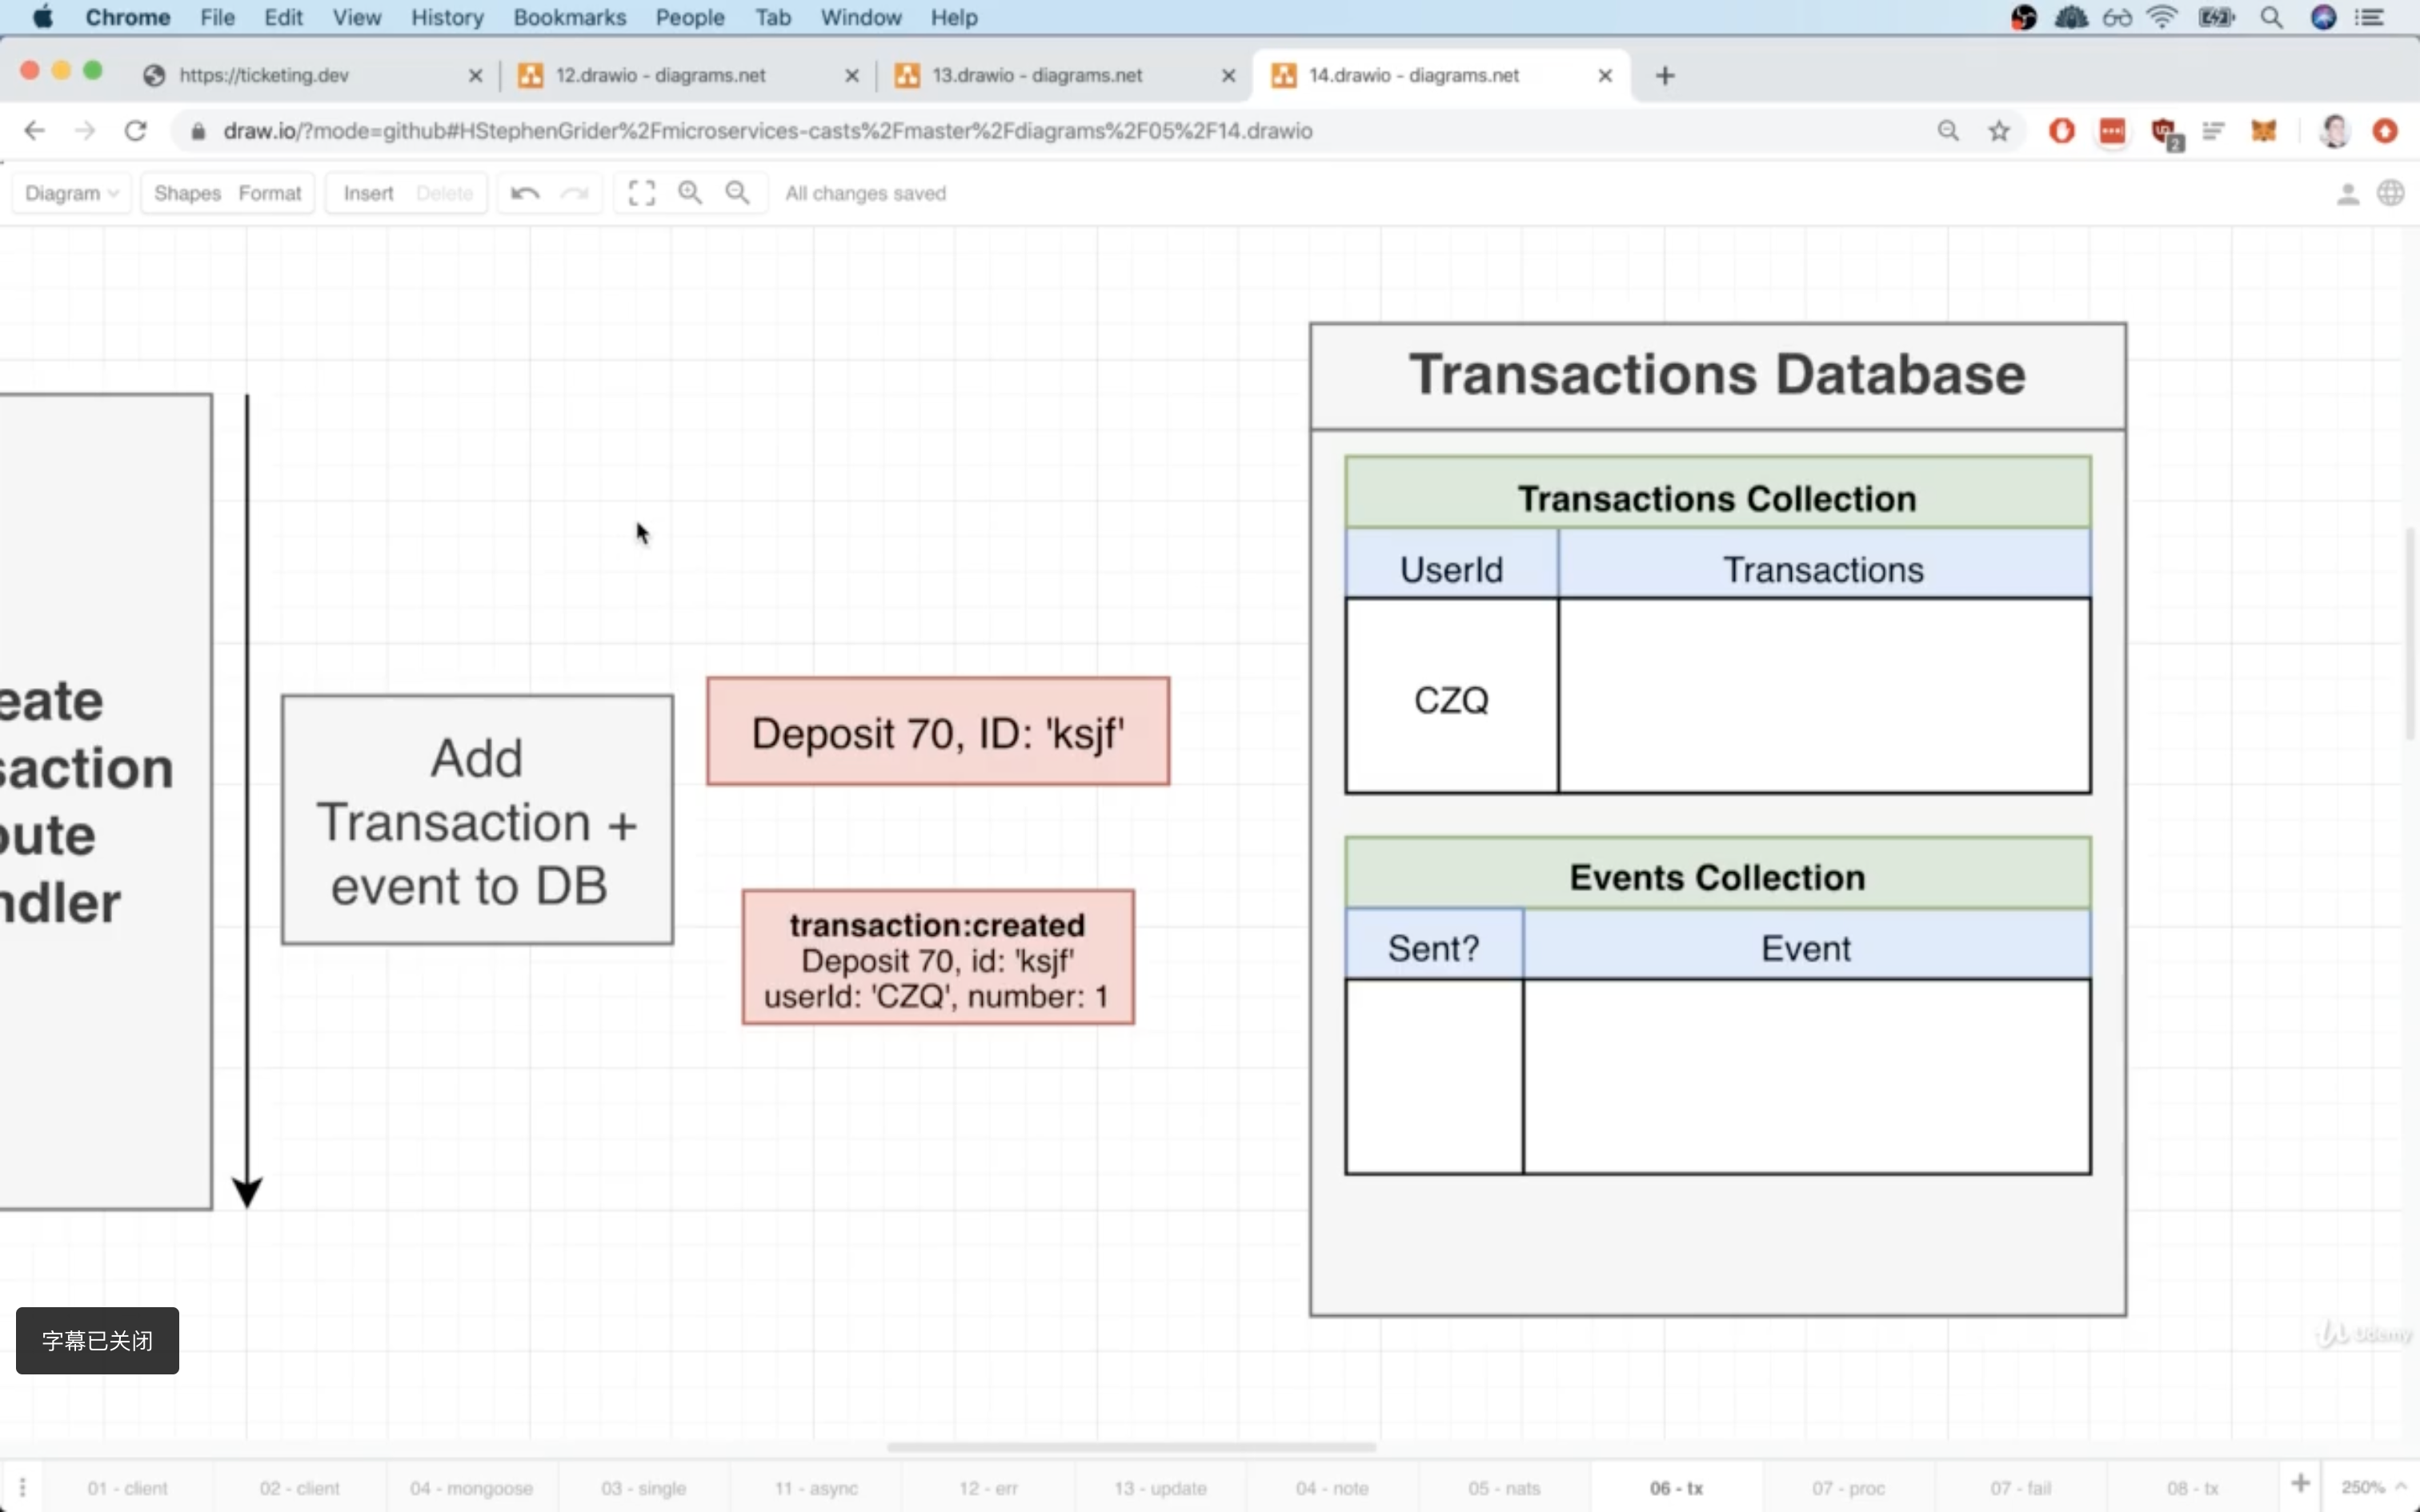 Chrome File Edit View History Bookmarks People Tab Window Help
https://ticketing.dev
12.drawio - diagrams.net
13.drawio - diagrams.net
14.drawio - diagrams.net
draw.io/?mode=github#HStephenGrider%2Fmicroservices-casts%2Fmaster%2Fdiagrams%2F05%2F14.drawio
2
Diagram Shapes Format Insert Delete All changes saved
Transactions Database
Transactions Collection
UserId Transactions
CZQ
eate
saction
oute
ndler
Add
Transaction +
event to DB
Deposit 70, ID: 'ksjf'
transaction:created
Deposit 70, id: 'ksjf'
userId: 'CZQ', number: 1
Events Collection
Sent? Event
字幕已关闭
Udemy
01 - client 02 - client 04 - mongoose 03 - single 11 - async 12 - err 13 - update 04 - note 05 - nats 06 - tx 07 - proc 07 - fail 08 - tx 250%